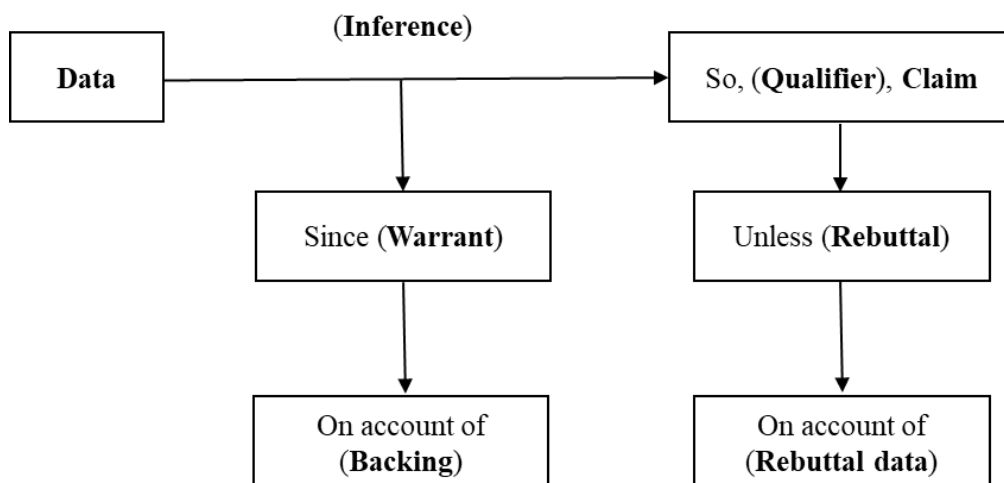 (Inference)
Data
So, (Qualifier), Claim
Since (Warrant)
Unless (Rebuttal)
On account of
(Backing)
On account of
(Rebuttal data)